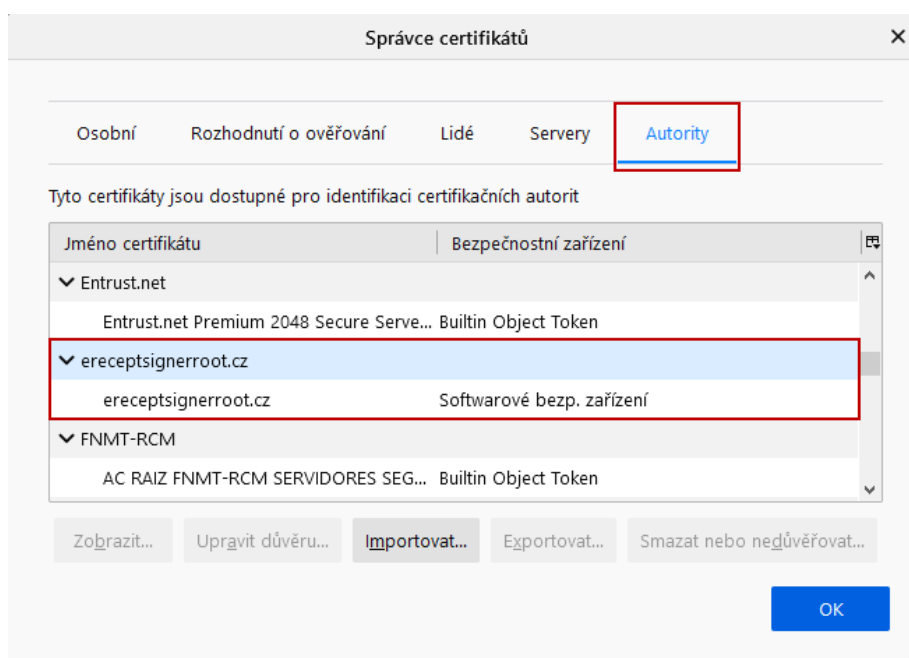 Správce certifikátů
Osobní Rozhodnutí o ověřování Lidé Servery Autority
Tyto certifikáty jsou dostupné pro identifikaci certifikačních autorit
Jméno certifikátu Bezpečnostní zařízení
Entrust.net
Entrust.net Premium 2048 Secure Serve... Builtin Object Token
ereceptsignerroot.cz
ereceptsignerroot.cz Softwarové bezp. zařízení
FNMT-RCM
AC RAIZ FNMT-RCM SERVIDORES SEG... Builtin Object Token
Zobrazit... Upravit důvěru... Importovat... Exportovat... Smazat nebo nedůvěřovat...
OK